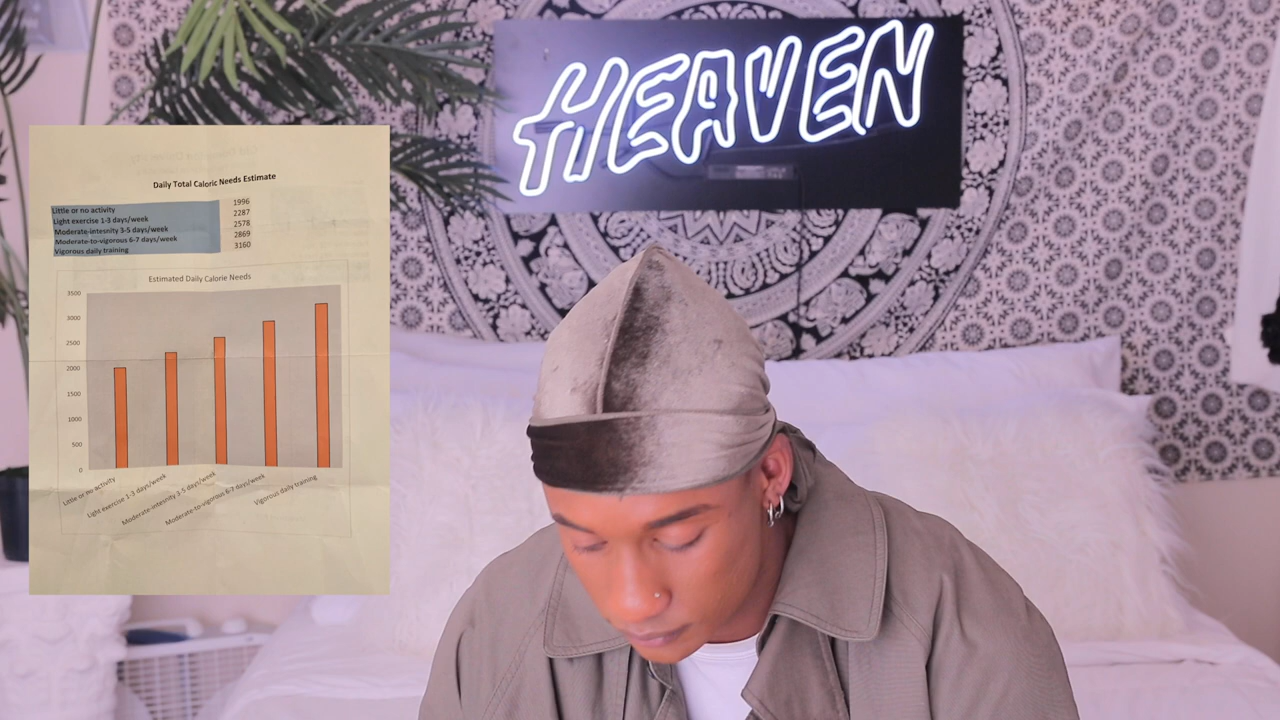 HEAVEN
Daily Total Caloric Needs Estimate
Little or no activity 1996
Light exercise 1-3 days/week 2287
Moderate-intesnity 3-5 days/week 2578
Moderate-to-vigorous 6-7 days/week 2869
Vigorous daily training 3160
Estimated Daily Calorie Needs
3500
3000
2500
2000
1500
1000
500
0
Little or no activity
Light exercise 1-3 days/week
Moderate-intesnity 3-5 days/week
Moderate-to-vigorous 6-7 days/week
Vigorous daily training